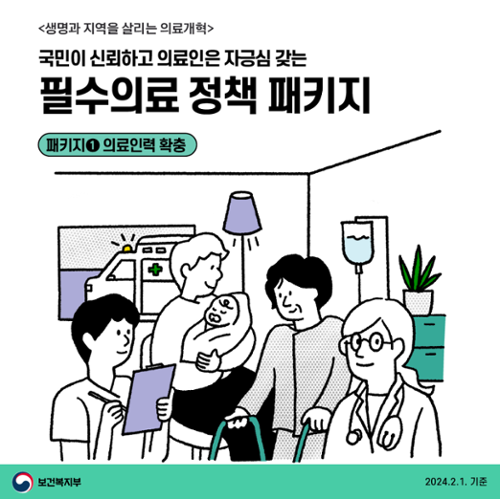 <생명과 지역을 살리는 의료개혁>
국민이 신뢰하고 의료인은 자긍심 갖는
필수의료 정책 패키지
패키지❶ 의료인력 확충
보건복지부
2024.2.1. 기준